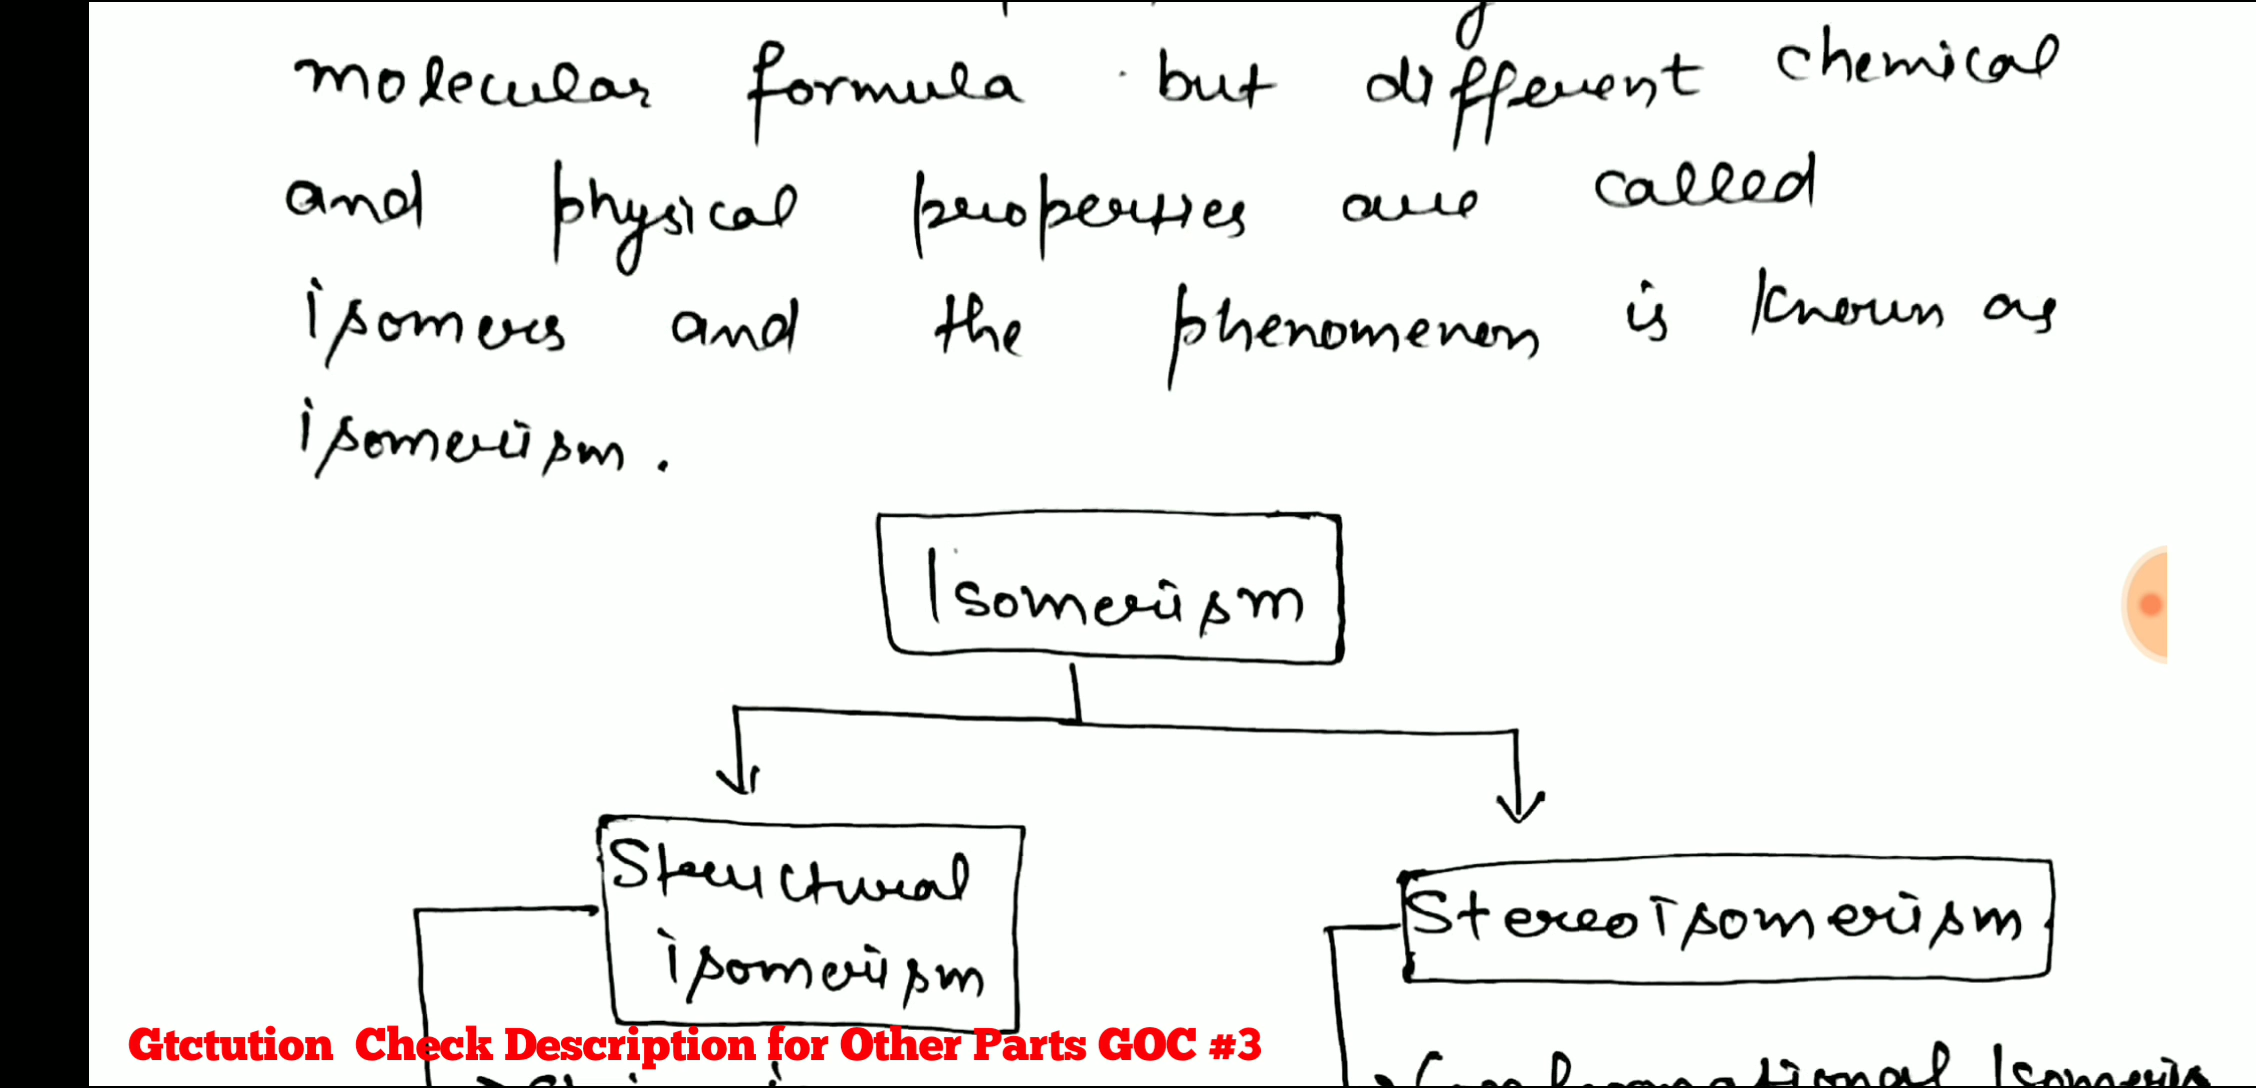 molecular formula but different chemical
and physical properties are called
isomers and the phenomenon is known as
isomerism.
Isomerism
Structural
isomerism
Stereoisomerism
Gtctution Check Description for Other Parts GOC #3